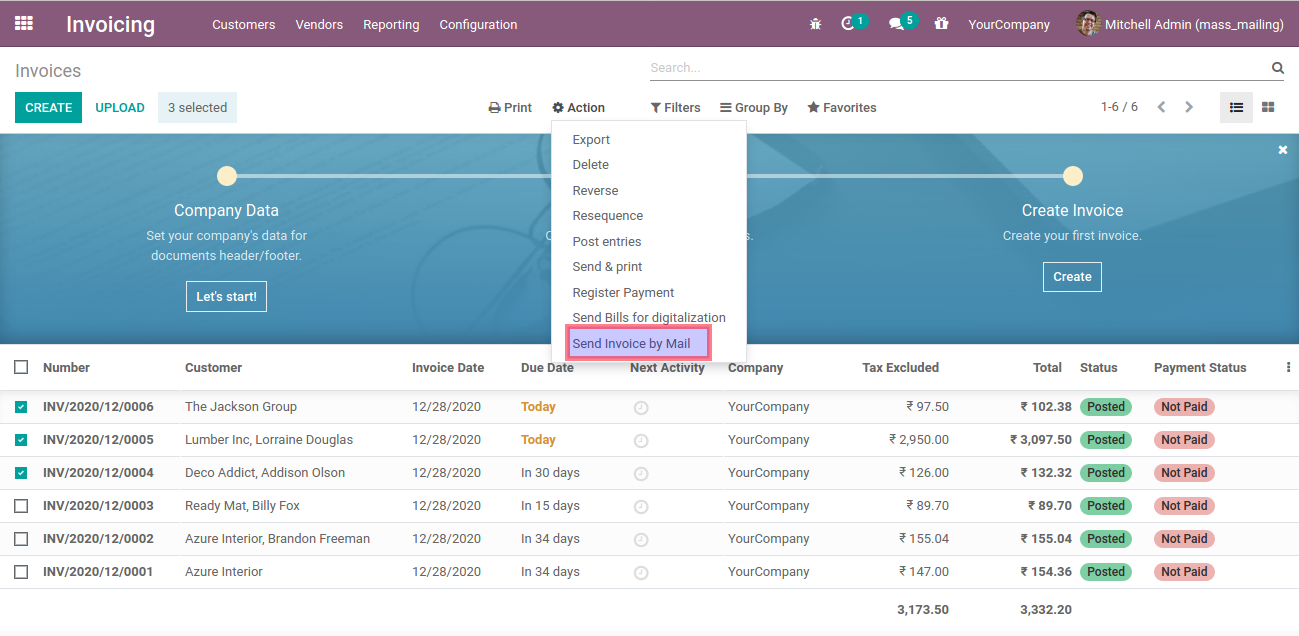 Invoicing Customers Vendors Reporting Configuration 1 5 YourCompany Mitchell Admin (mass_mailing)
Invoices Search...
CREATE UPLOAD 3 selected Print Action Filters Group By Favorites 1-6 / 6
Export
Delete
Reverse
Resequence
Post entries
Send & print
Register Payment
Send Bills for digitalization
Send Invoice by Mail
Company Data
Set your company's data for
documents header/footer.
Let's start!
s.
Create Invoice
Create your first invoice.
Create
Number Customer Invoice Date Due Date Next Activity Company Tax Excluded Total Status Payment Status
INV/2020/12/0006 The Jackson Group 12/28/2020 Today YourCompany ₹ 97.50 ₹ 102.38 Posted Not Paid
INV/2020/12/0005 Lumber Inc, Lorraine Douglas 12/28/2020 Today YourCompany ₹ 2,950.00 ₹ 3,097.50 Posted Not Paid
INV/2020/12/0004 Deco Addict, Addison Olson 12/28/2020 In 30 days YourCompany ₹ 126.00 ₹ 132.32 Posted Not Paid
INV/2020/12/0003 Ready Mat, Billy Fox 12/28/2020 In 15 days YourCompany ₹ 89.70 ₹ 89.70 Posted Not Paid
INV/2020/12/0002 Azure Interior, Brandon Freeman 12/28/2020 In 34 days YourCompany ₹ 155.04 ₹ 155.04 Posted Not Paid
INV/2020/12/0001 Azure Interior 12/28/2020 In 34 days YourCompany ₹ 147.00 ₹ 154.36 Posted Not Paid
3,173.50 3,332.20